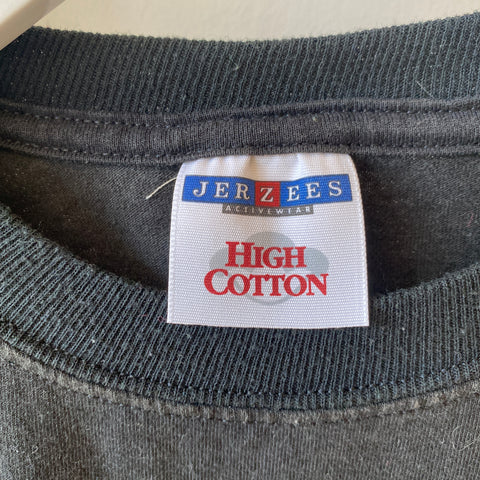 JERZEES
ACTIVEWEAR
HIGH
COTTON